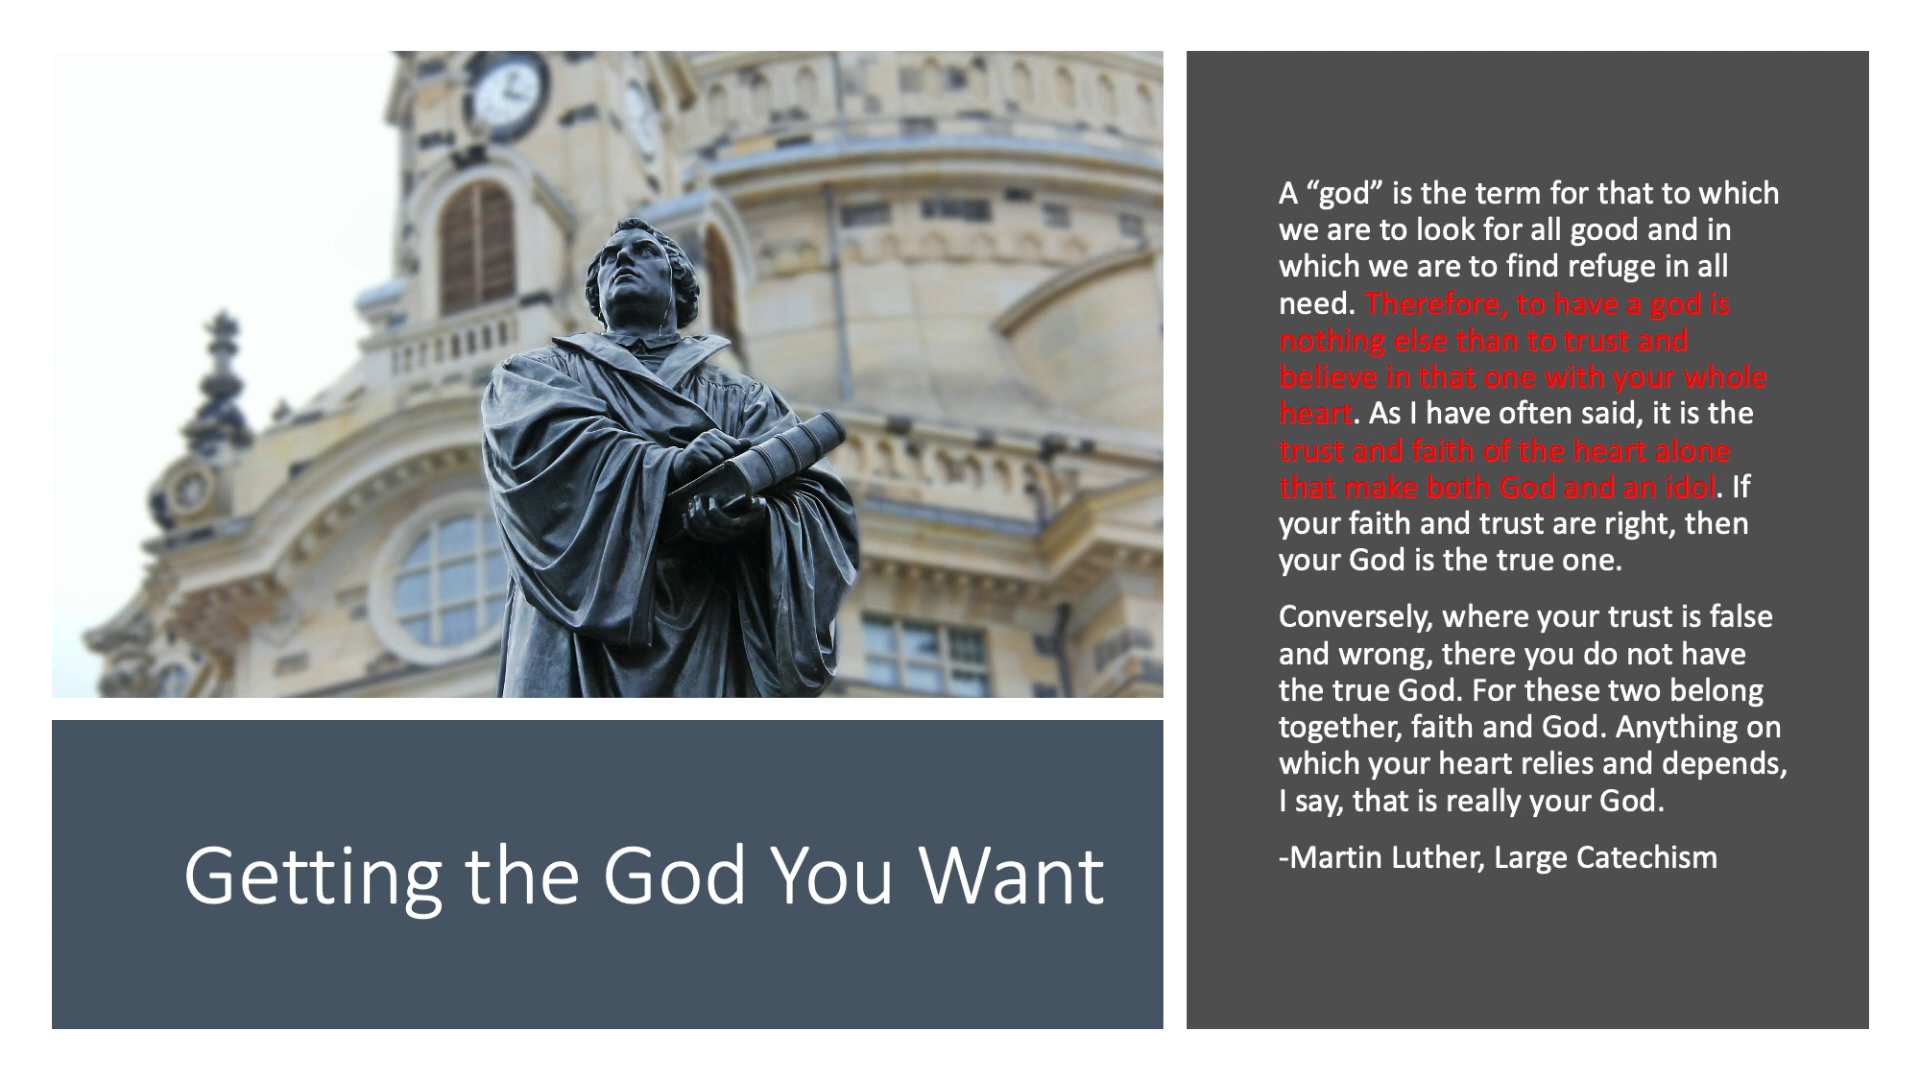 Getting the God You Want
A “god” is the term for that to which
we are to look for all good and in
which we are to find refuge in all
need. Therefore, to have a god is
nothing else than to trust and
believe in that one with your whole
heart. As I have often said, it is the
trust and faith of the heart alone
that make both God and an idol. If
your faith and trust are right, then
your God is the true one.
Conversely, where your trust is false
and wrong, there you do not have
the true God. For these two belong
together, faith and God. Anything on
which your heart relies and depends,
I say, that is really your God.
-Martin Luther, Large Catechism